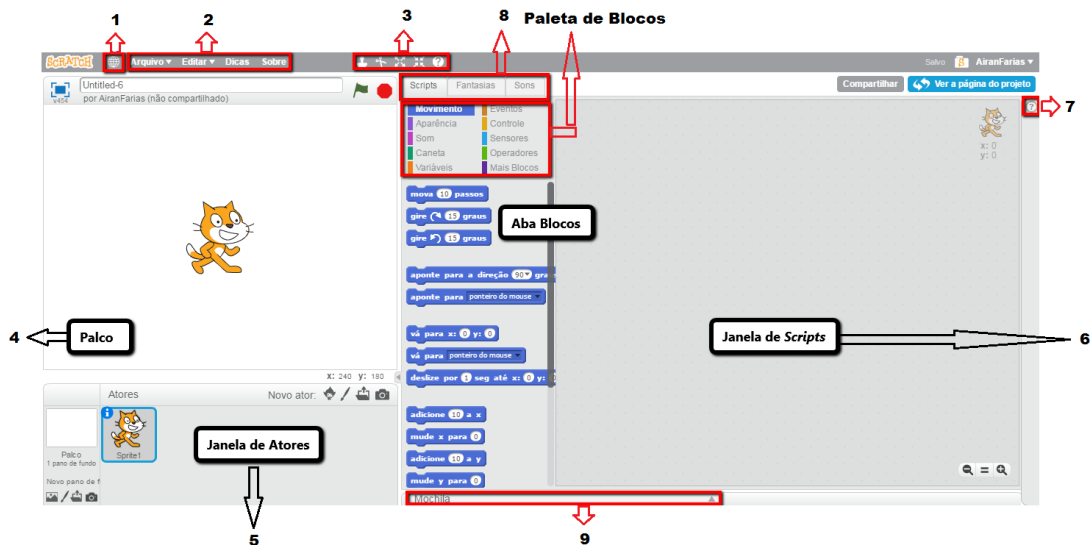 1
2
3
8
Paleta de Blocos
SCRATCH
Arquivo
Editar
Dicas
Sobre
Salvo
AiranFarias
Untitled-6
v454
por AiranFarias (não compartilhado)
Scripts
Fantasias
Sons
Compartilhar
Ver a página do projeto
?
7
Movimento
Eventos
Aparência
Controle
Som
Sensores
Caneta
Operadores
Variáveis
Mais Blocos
x: 0
y: 0
mova 10 passos
gire 15 graus
gire 15 graus
Aba Blocos
aponte para a direção 90 gra
aponte para ponteiro do mouse
vá para x: 0 y: 0
vá para ponteiro do mouse
deslize por 1 seg até x: 0 y:
adicione 10 a x
mude x para 0
adicione 10 a y
mude y para 0
4
Palco
Janela de Scripts
6
x: 240 y: 180
Atores
Novo ator:
Sprite1
Palco
1 pano de fundo
Novo pano de f
Janela de Atores
Mochila
5
9